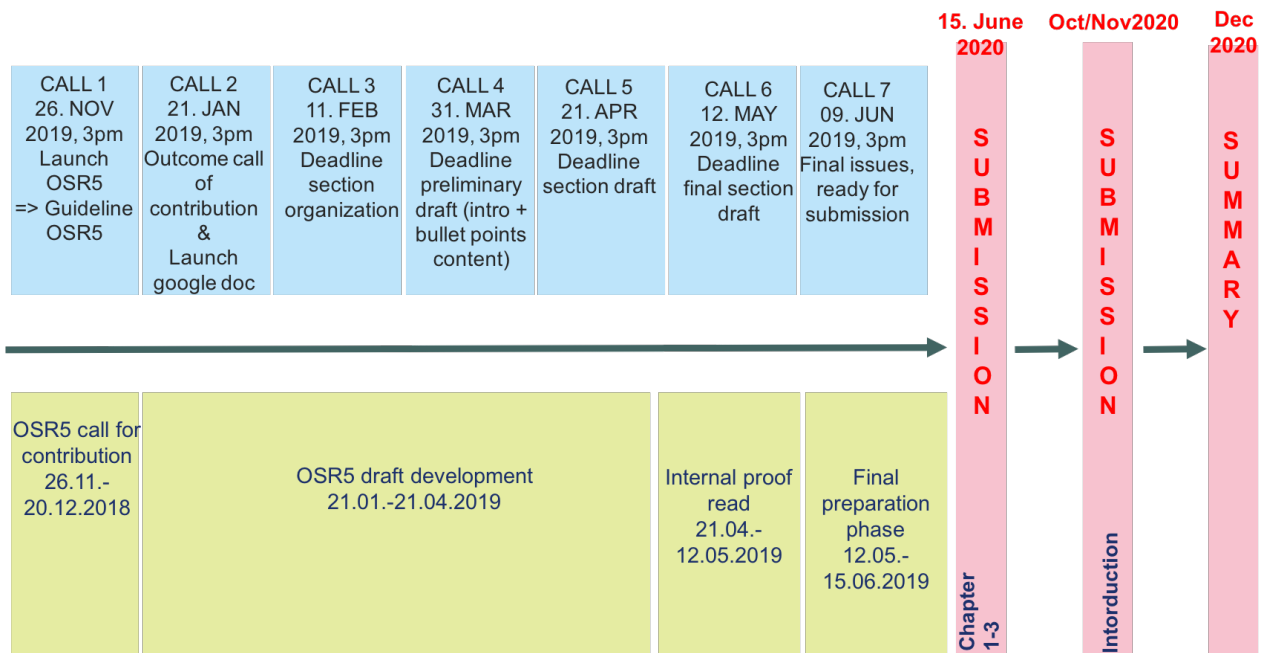 15. June
2020
Oct/Nov2020
Dec
2020
CALL 1
26. NOV
2019, 3pm
Launch
OSR5
=> Guideline
OSR5
CALL 2
21. JAN
2019, 3pm
Outcome call
of
contribution
&
Launch
google doc
CALL 3
11. FEB
2019, 3pm
Deadline
section
organization
CALL 4
31. MAR
2019, 3pm
Deadline
preliminary
draft (intro +
bullet points
content)
CALL 5
21. APR
2019, 3pm
Deadline
section draft
CALL 6
12. MAY
2019, 3pm
Deadline
final section
draft
CALL 7
09. JUN
2019, 3pm
Final issues,
ready for
submission
SUBMISSION
SUBMISSION
SUMMARY
OSR5 call for
contribution
26.11.-
20.12.2018
OSR5 draft development
21.01.-21.04.2019
Internal proof
read
21.04.-
12.05.2019
Final
preparation
phase
12.05.-
15.06.2019
Chapter
1-3
Intorduction